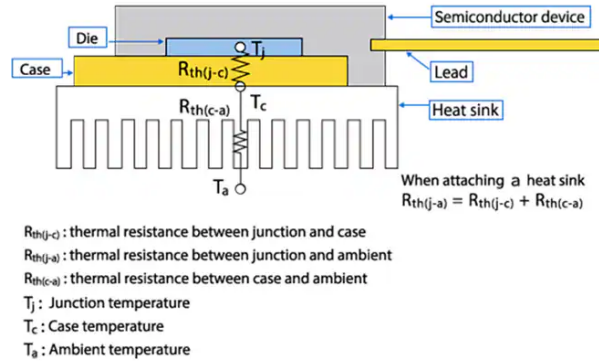 Semiconductor device
Die
Tj
Case
Rth(j-c)
Lead
Rth(c-a)
Tc
Heat sink
Ta
When attaching a heat sink
Rth(j-a) = Rth(j-c) + Rth(c-a)
Rth(j-c) : thermal resistance between junction and case
Rth(j-a) : thermal resistance between junction and ambient
Rth(c-a) : thermal resistance between case and ambient
Tj : Junction temperature
Tc : Case temperature
Ta : Ambient temperature